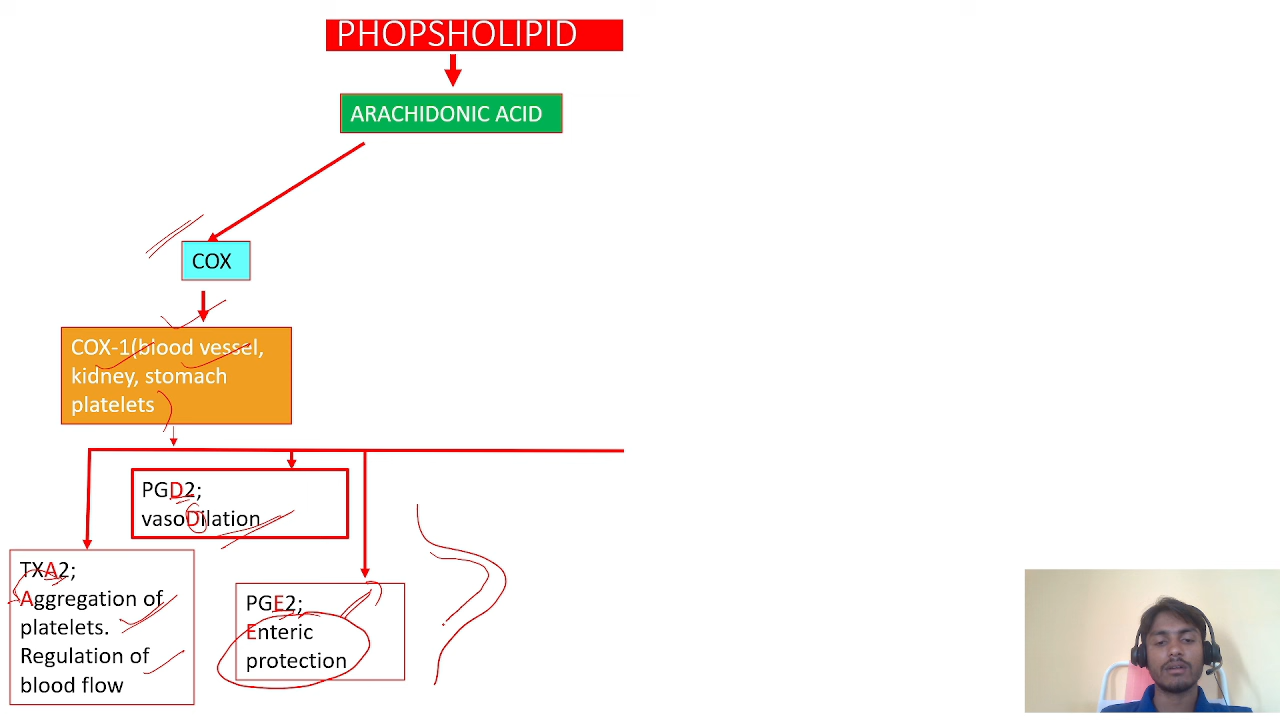 PHOPSHOLIPID
ARACHIDONIC ACID
COX
COX-1(blood vessel,
kidney, stomach
platelets
PGD2;
vasoDilation
TXA2;
Aggregation of
platelets.
Regulation of
blood flow
PGE2;
Enteric
protection